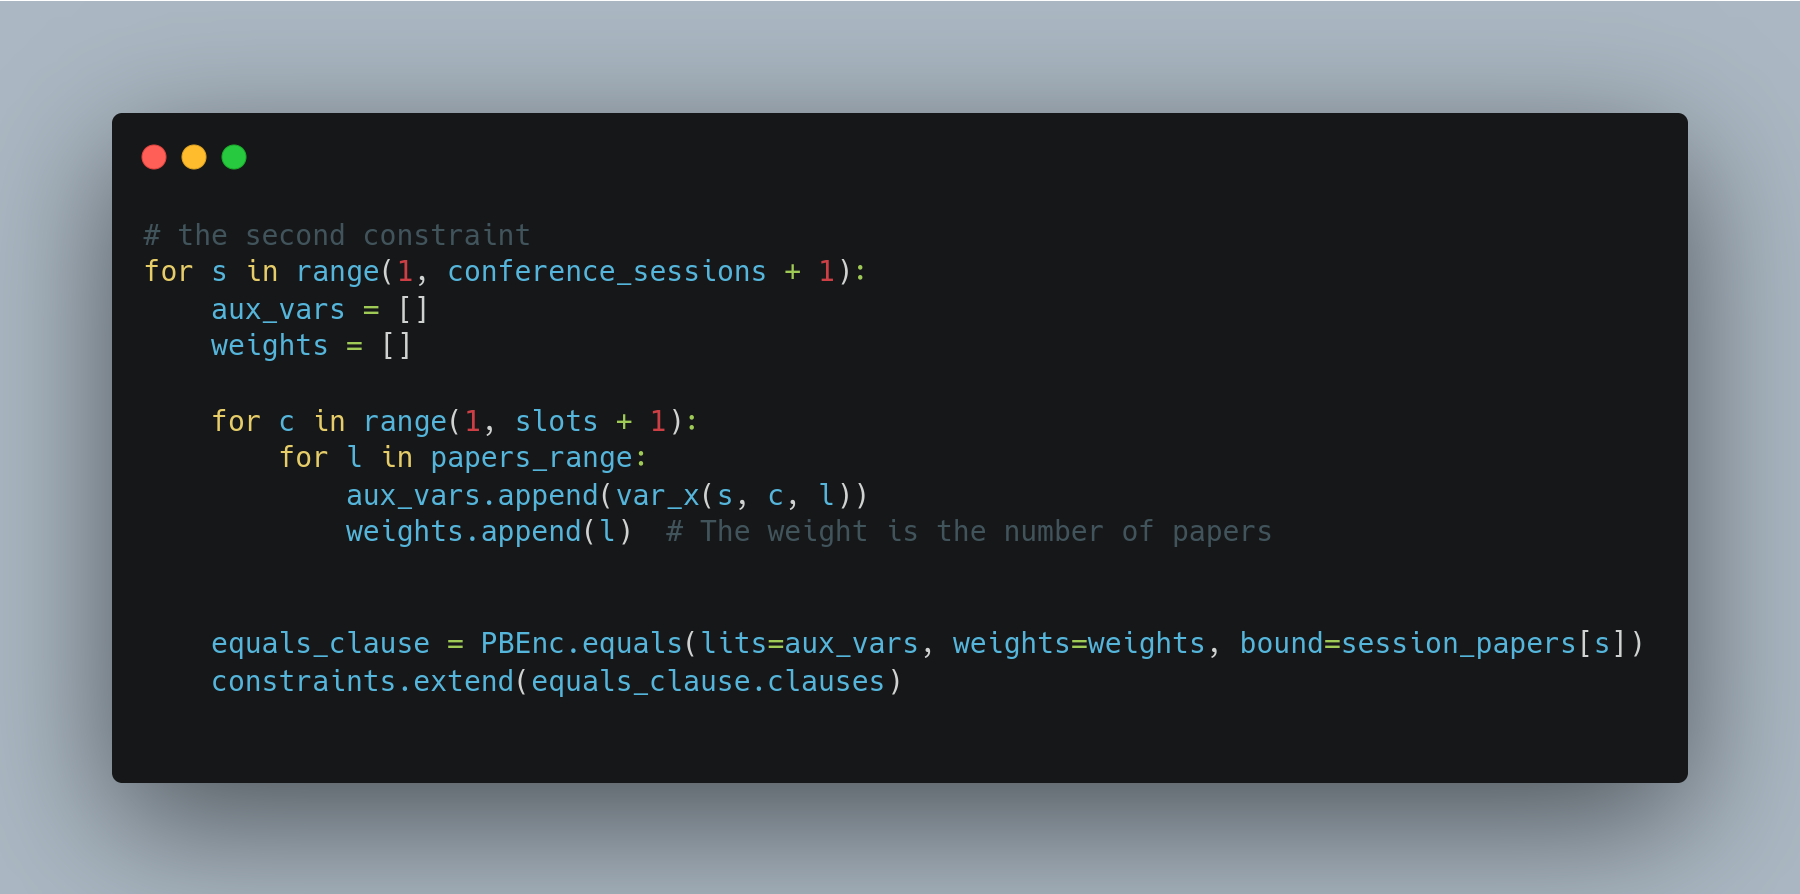 # the second constraint
for s in range(1, conference_sessions + 1):
    aux_vars = []
    weights = []

    for c in range(1, slots + 1):
        for l in papers_range:
            aux_vars.append(var_x(s, c, l))
            weights.append(l)  # The weight is the number of papers


    equals_clause = PBEnc.equals(lits=aux_vars, weights=weights, bound=session_papers[s])
    constraints.extend(equals_clause.clauses)